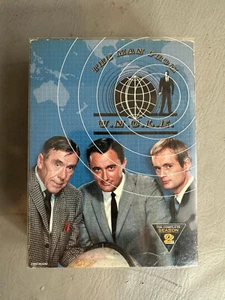 THE MAN FROM
U.N.C.L.E.
THE COMPLETE
SEASON
2